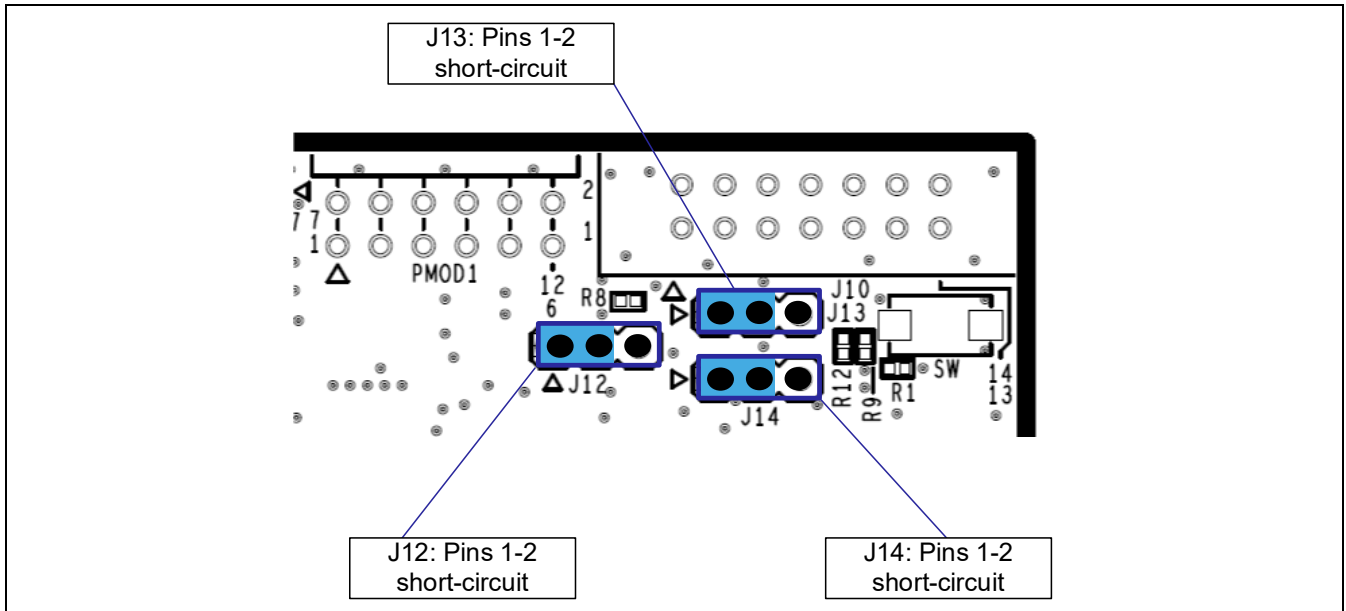 J13: Pins 1-2
short-circuit
2
7 7
1
1
PMOD1
12
6
R8
J10
J13
J12
J14
R12
R9
R1
SW
14
13
J12: Pins 1-2
short-circuit
J14: Pins 1-2
short-circuit